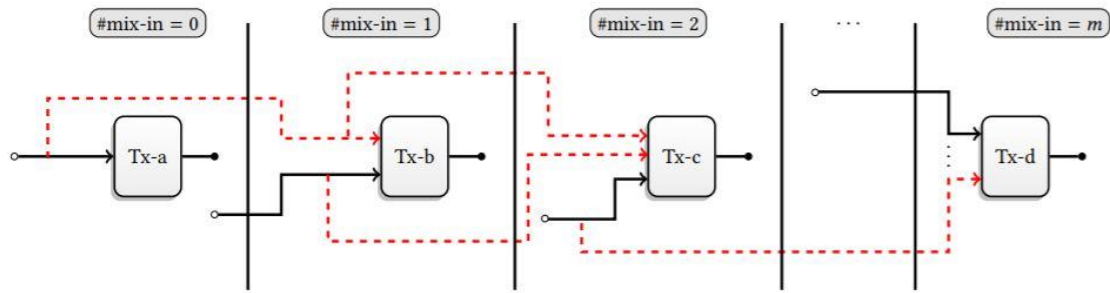 #mix-in = 0 #mix-in = 1 #mix-in = 2 ... #mix-in = m
Tx-a Tx-b Tx-c Tx-d